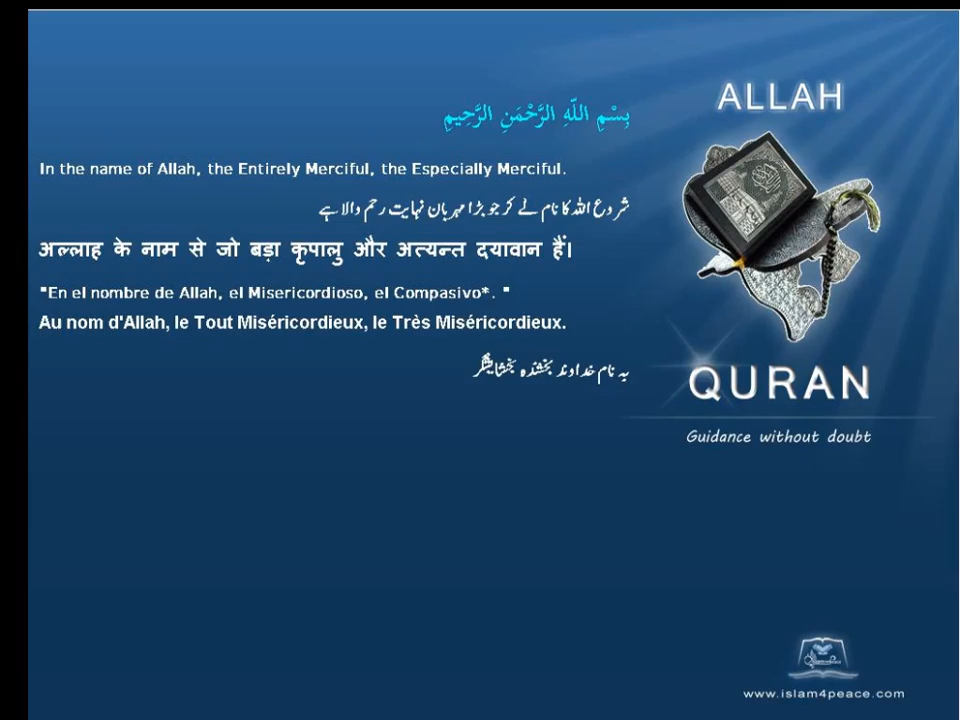 بِسْمِ اللّهِ الرَّحْمَنِ الرَّحِيمِ
In the name of Allah, the Entirely Merciful, the Especially Merciful.
شروع الله کا نام لے کر جو بڑا مہربان نہایت رحم والا ہے
अल्लाह के नाम से जो बड़ा कृपालु और अत्यन्त दयावान हैं।
"En el nombre de Allah, el Misericordioso, el Compasivo*. "
Au nom d'Allah, le Tout Miséricordieux, le Très Miséricordieux.
به نام خداوند بخشنده بخشایشگر
ALLAH
QURAN
Guidance without doubt
www.islam4peace.com